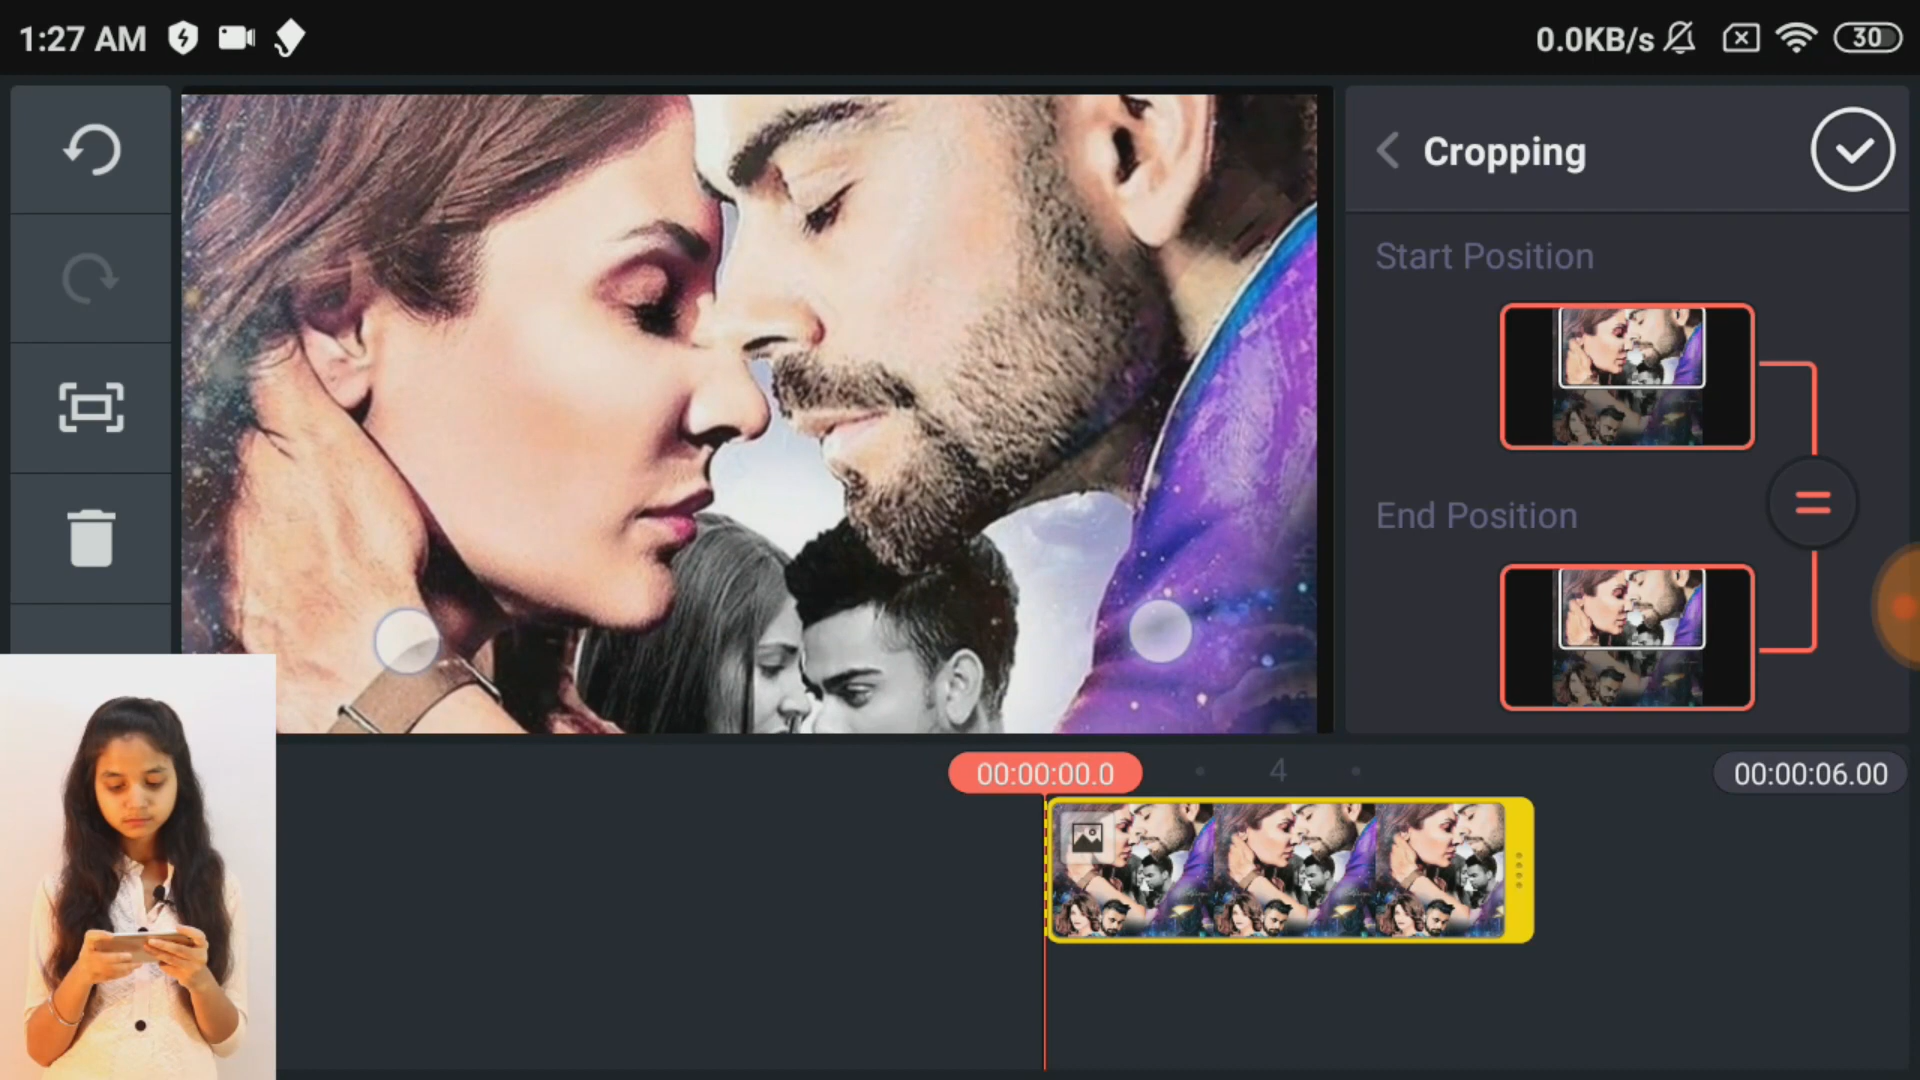 1:27 AM
0.0KB/s
30
Cropping
Start Position
End Position
00:00:00.0
4
00:00:06.00